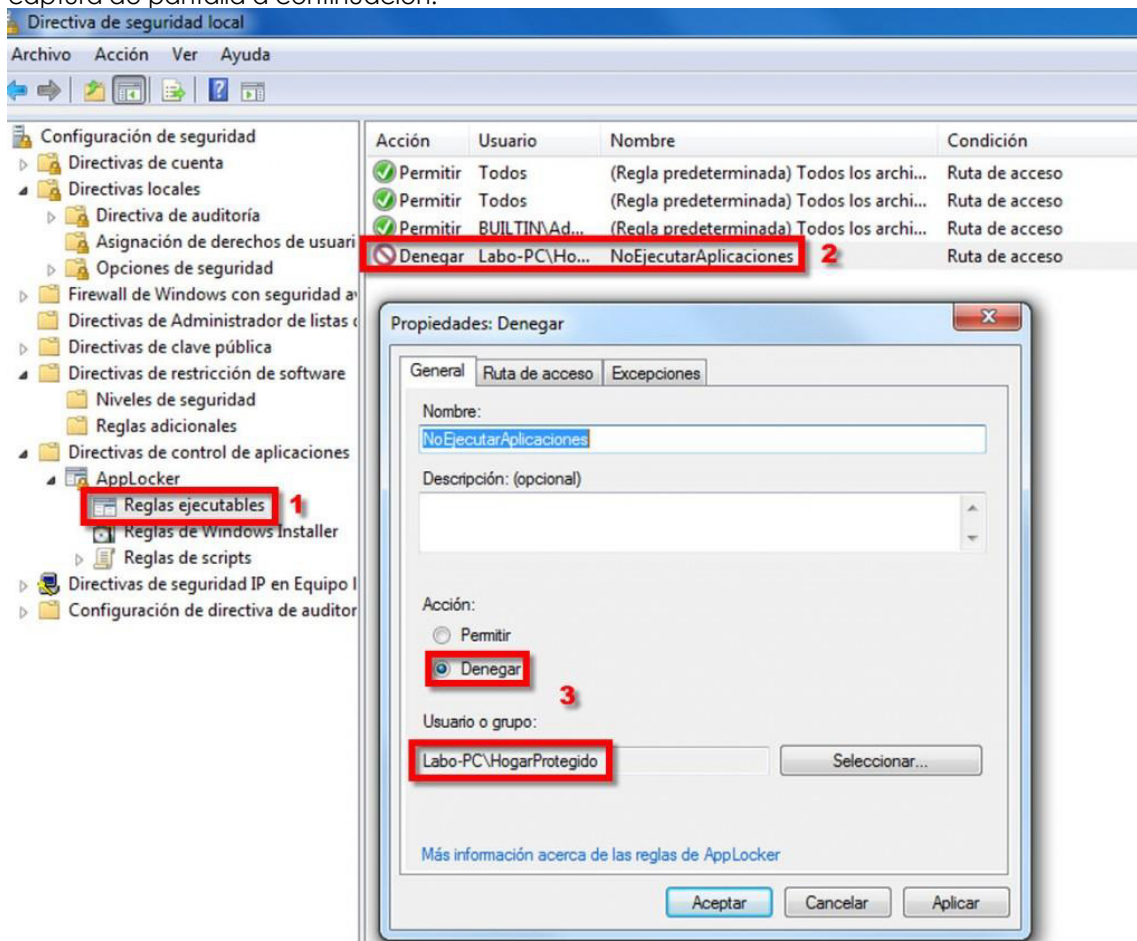 captura de pantalla a continuación.
Directiva de seguridad local
Archivo Acción Ver Ayuda
Configuración de seguridad
Directivas de cuenta
Directivas locales
Directiva de auditoría
Asignación de derechos de usuari
Opciones de seguridad
Firewall de Windows con seguridad av
Directivas de Administrador de listas d
Directivas de clave pública
Directivas de restricción de software
Niveles de seguridad
Reglas adicionales
Directivas de control de aplicaciones
AppLocker
Reglas ejecutables 1
Reglas de Windows Installer
Reglas de scripts
Directivas de seguridad IP en Equipo l
Configuración de directiva de auditor
Acción Usuario Nombre Condición
Permitir Todos (Regla predeterminada) Todos los archi... Ruta de acceso
Permitir Todos (Regla predeterminada) Todos los archi... Ruta de acceso
Permitir BUILTIN\Ad... (Regla predeterminada) Todos los archi... Ruta de acceso
Denegar Labo-PC\Ho... NoEjecutarAplicaciones 2 Ruta de acceso
Propiedades: Denegar
General Ruta de acceso Excepciones
Nombre:
NoEjecutarAplicaciones
Descripción: (opcional)
Acción:
Permitir
Denegar
3
Usuario o grupo:
Labo-PC\HogarProtegido Seleccionar...
Más información acerca de las reglas de AppLocker
Aceptar Cancelar Aplicar